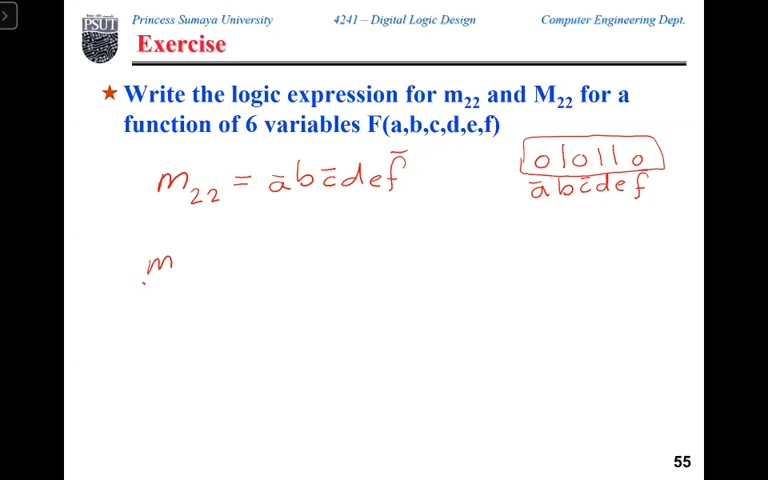 Princess Sumaya University 4241 – Digital Logic Design Computer Engineering Dept.
PSUT
Exercise
Write the logic expression for m₂₂ and M₂₂ for a
function of 6 variables F(a,b,c,d,e,f)
010110
m₂₂ = a̅bc̅def̅
a̅bc̅def̅
m
55